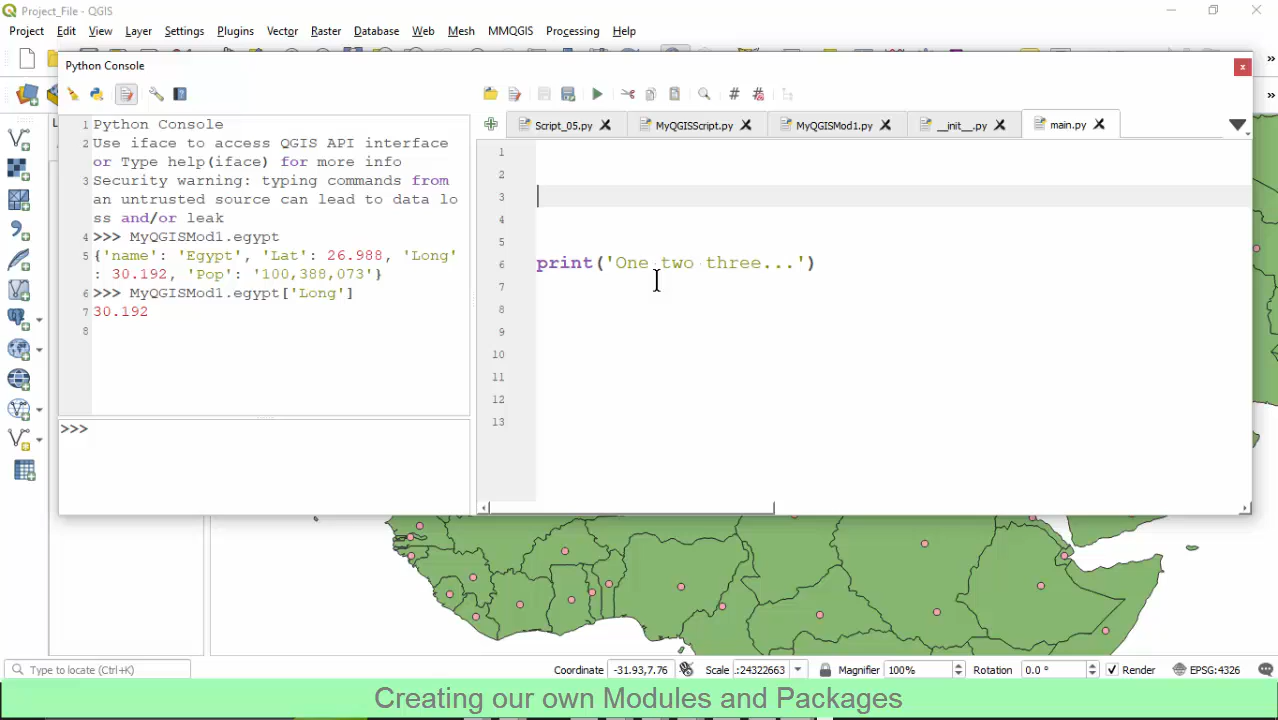 Project_File - QGIS
Project Edit View Layer Settings Plugins Vector Raster Database Web Mesh MMQGIS Processing Help
Python Console
Script_05.py MyQGISScript.py MyQGISMod1.py __init__.py main.py
1 Python Console
2 Use iface to access QGIS API interface
or Type help(iface) for more info
3 Security warning: typing commands from
an untrusted source can lead to data lo
ss and/or leak
4 >>> MyQGISMod1.egypt
5 {'name': 'Egypt', 'Lat': 26.988, 'Long'
: 30.192, 'Pop': '100,388,073'}
6 >>> MyQGISMod1.egypt['Long']
7 30.192
8
>>>
1
2
3
4
5
6 print('One two three...')
7
8
9
10
11
12
13
Type to locate (Ctrl+K) Coordinate -31.93,7.76 Scale :24322663 Magnifier 100% Rotation 0.0 ° Render EPSG:4326
Creating our own Modules and Packages